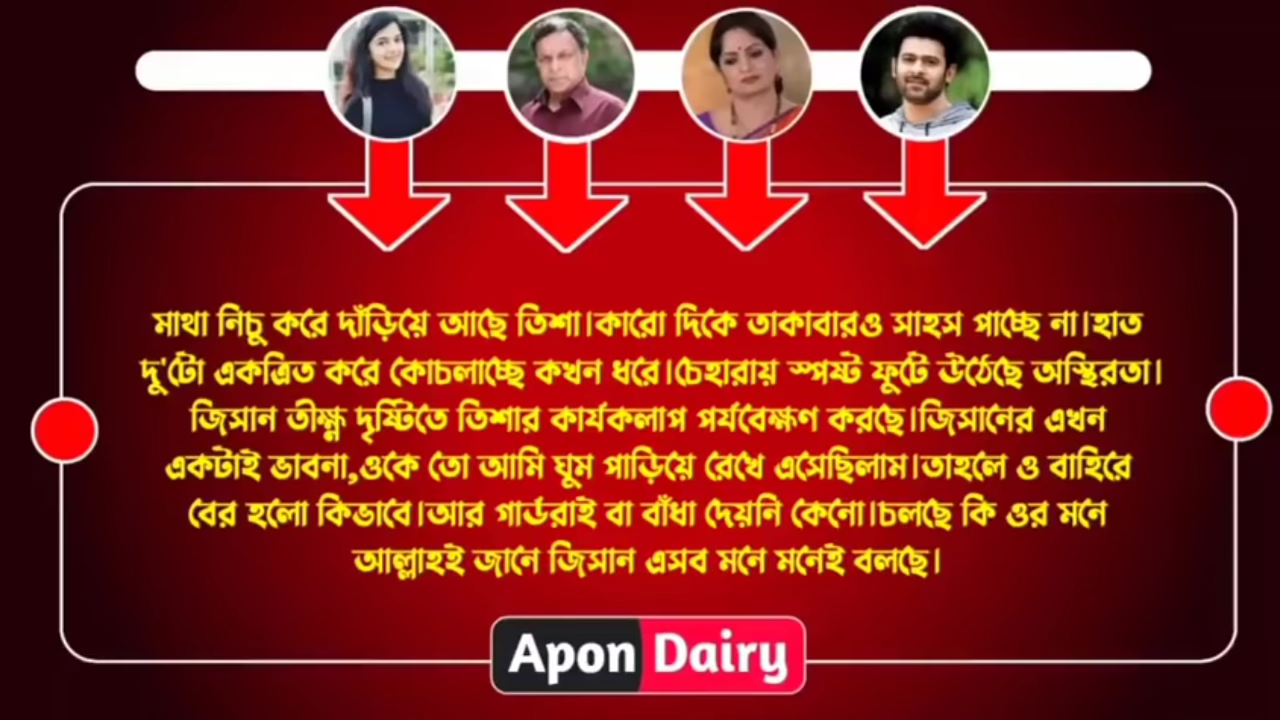 মাথা নিচু করে দাঁড়িয়ে আছে তিশা।কারো দিকে তাকাবারও সাহস পাচ্ছে না।হাত
দু'টো একত্রিত করে কোচলাচ্ছে কখন ধরে।চেহারায় স্পষ্ট ফুটে উঠেছে অস্থিরতা।
জিসান তীক্ষ্ণ দৃষ্টিতে তিশার কার্যকলাপ পর্যবেক্ষণ করছে।জিসানের এখন
একটাই ভাবনা,ওকে তো আমি ঘুম পাড়িয়ে রেখে এসেছিলাম।তাহলে ও বাহিরে
বের হলো কিভাবে।আর গার্ডরাই বা বাঁধা দেয়নি কেনো।চলছে কি ওর মনে
আল্লাহই জানে জিসান এসব মনে মনেই বলছে।
Apon Dairy